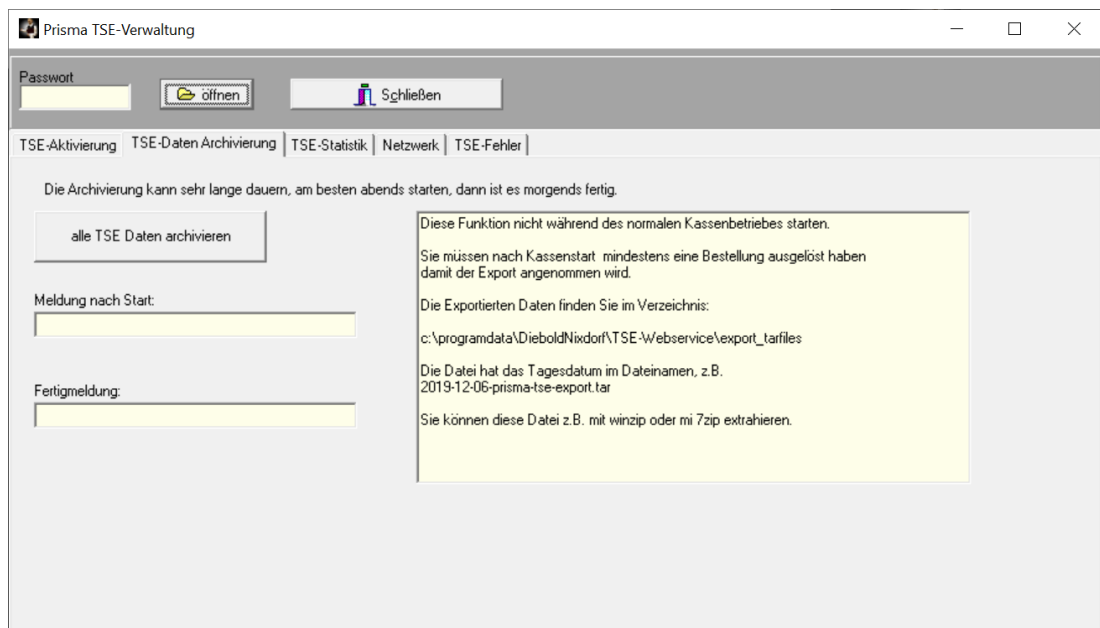 Prisma TSE-Verwaltung
Passwort
öffnen
Schließen
TSE-Aktivierung TSE-Daten Archivierung TSE-Statistik Netzwerk TSE-Fehler
Die Archivierung kann sehr lange dauern, am besten abends starten, dann ist es morgends fertig.
alle TSE Daten archivieren
Meldung nach Start:
Fertigmeldung:
Diese Funktion nicht während des normalen Kassenbetriebes starten.
Sie müssen nach Kassenstart mindestens eine Bestellung ausgelöst haben
damit der Export angenommen wird.
Die Exportierten Daten finden Sie im Verzeichnis:
c:\programdata\DieboldNixdorf\TSE-Webservice\export_tarfiles
Die Datei hat das Tagesdatum im Dateinamen, z.B.
2019-12-06-prisma-tse-export.tar
Sie können diese Datei z.B. mit winzip oder mi 7zip extrahieren.